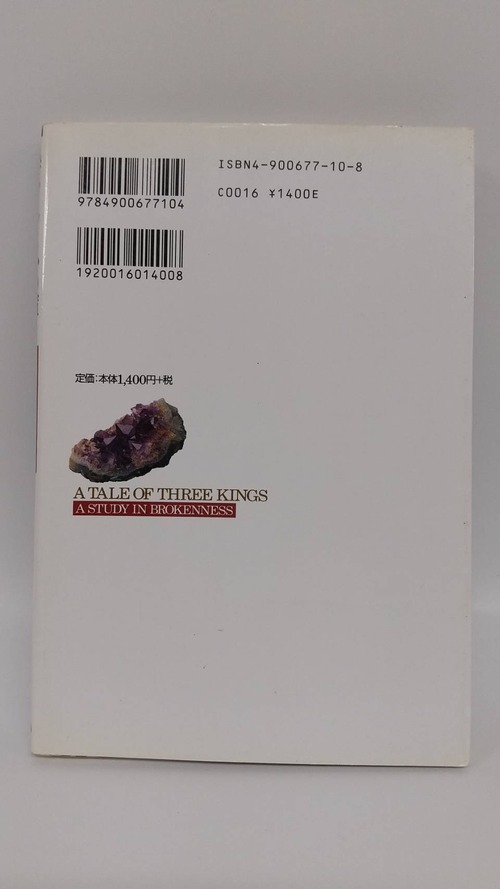 ISBN4-900677-10-8
9784900677104
C0016 ¥1400E
1920016014008
定価:本体1,400円+税
A TALE OF THREE KINGS
A STUDY IN BROKENNESS